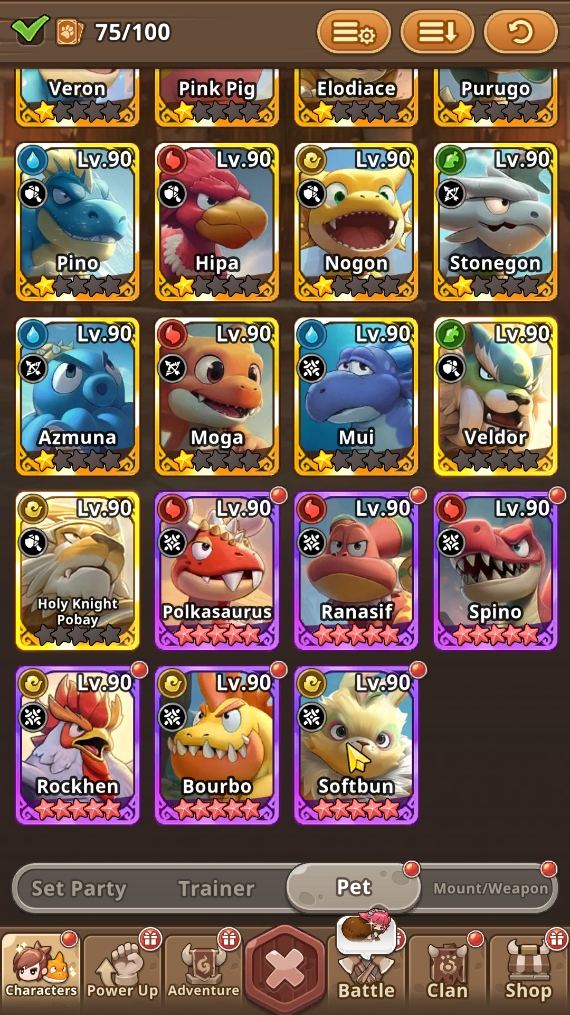 75/100
Veron
Pink Pig
Elodiace
Purugo
Lv.90
Lv.90
Lv.90
Lv.90
Pino
Hipa
Nogon
Stonegon
Lv.90
Lv.90
Lv.90
Lv.90
Azmuna
Moga
Mui
Veldor
Lv.90
Lv.90
Lv.90
Lv.90
Holy Knight
Pobay
Polkasaurus
Ranasif
Spino
Lv.90
Lv.90
Lv.90
Rockhen
Bourbo
Softbun
Set Party
Trainer
Pet
Mount/Weapon
Characters
Power Up
Adventure
Battle
Clan
Shop